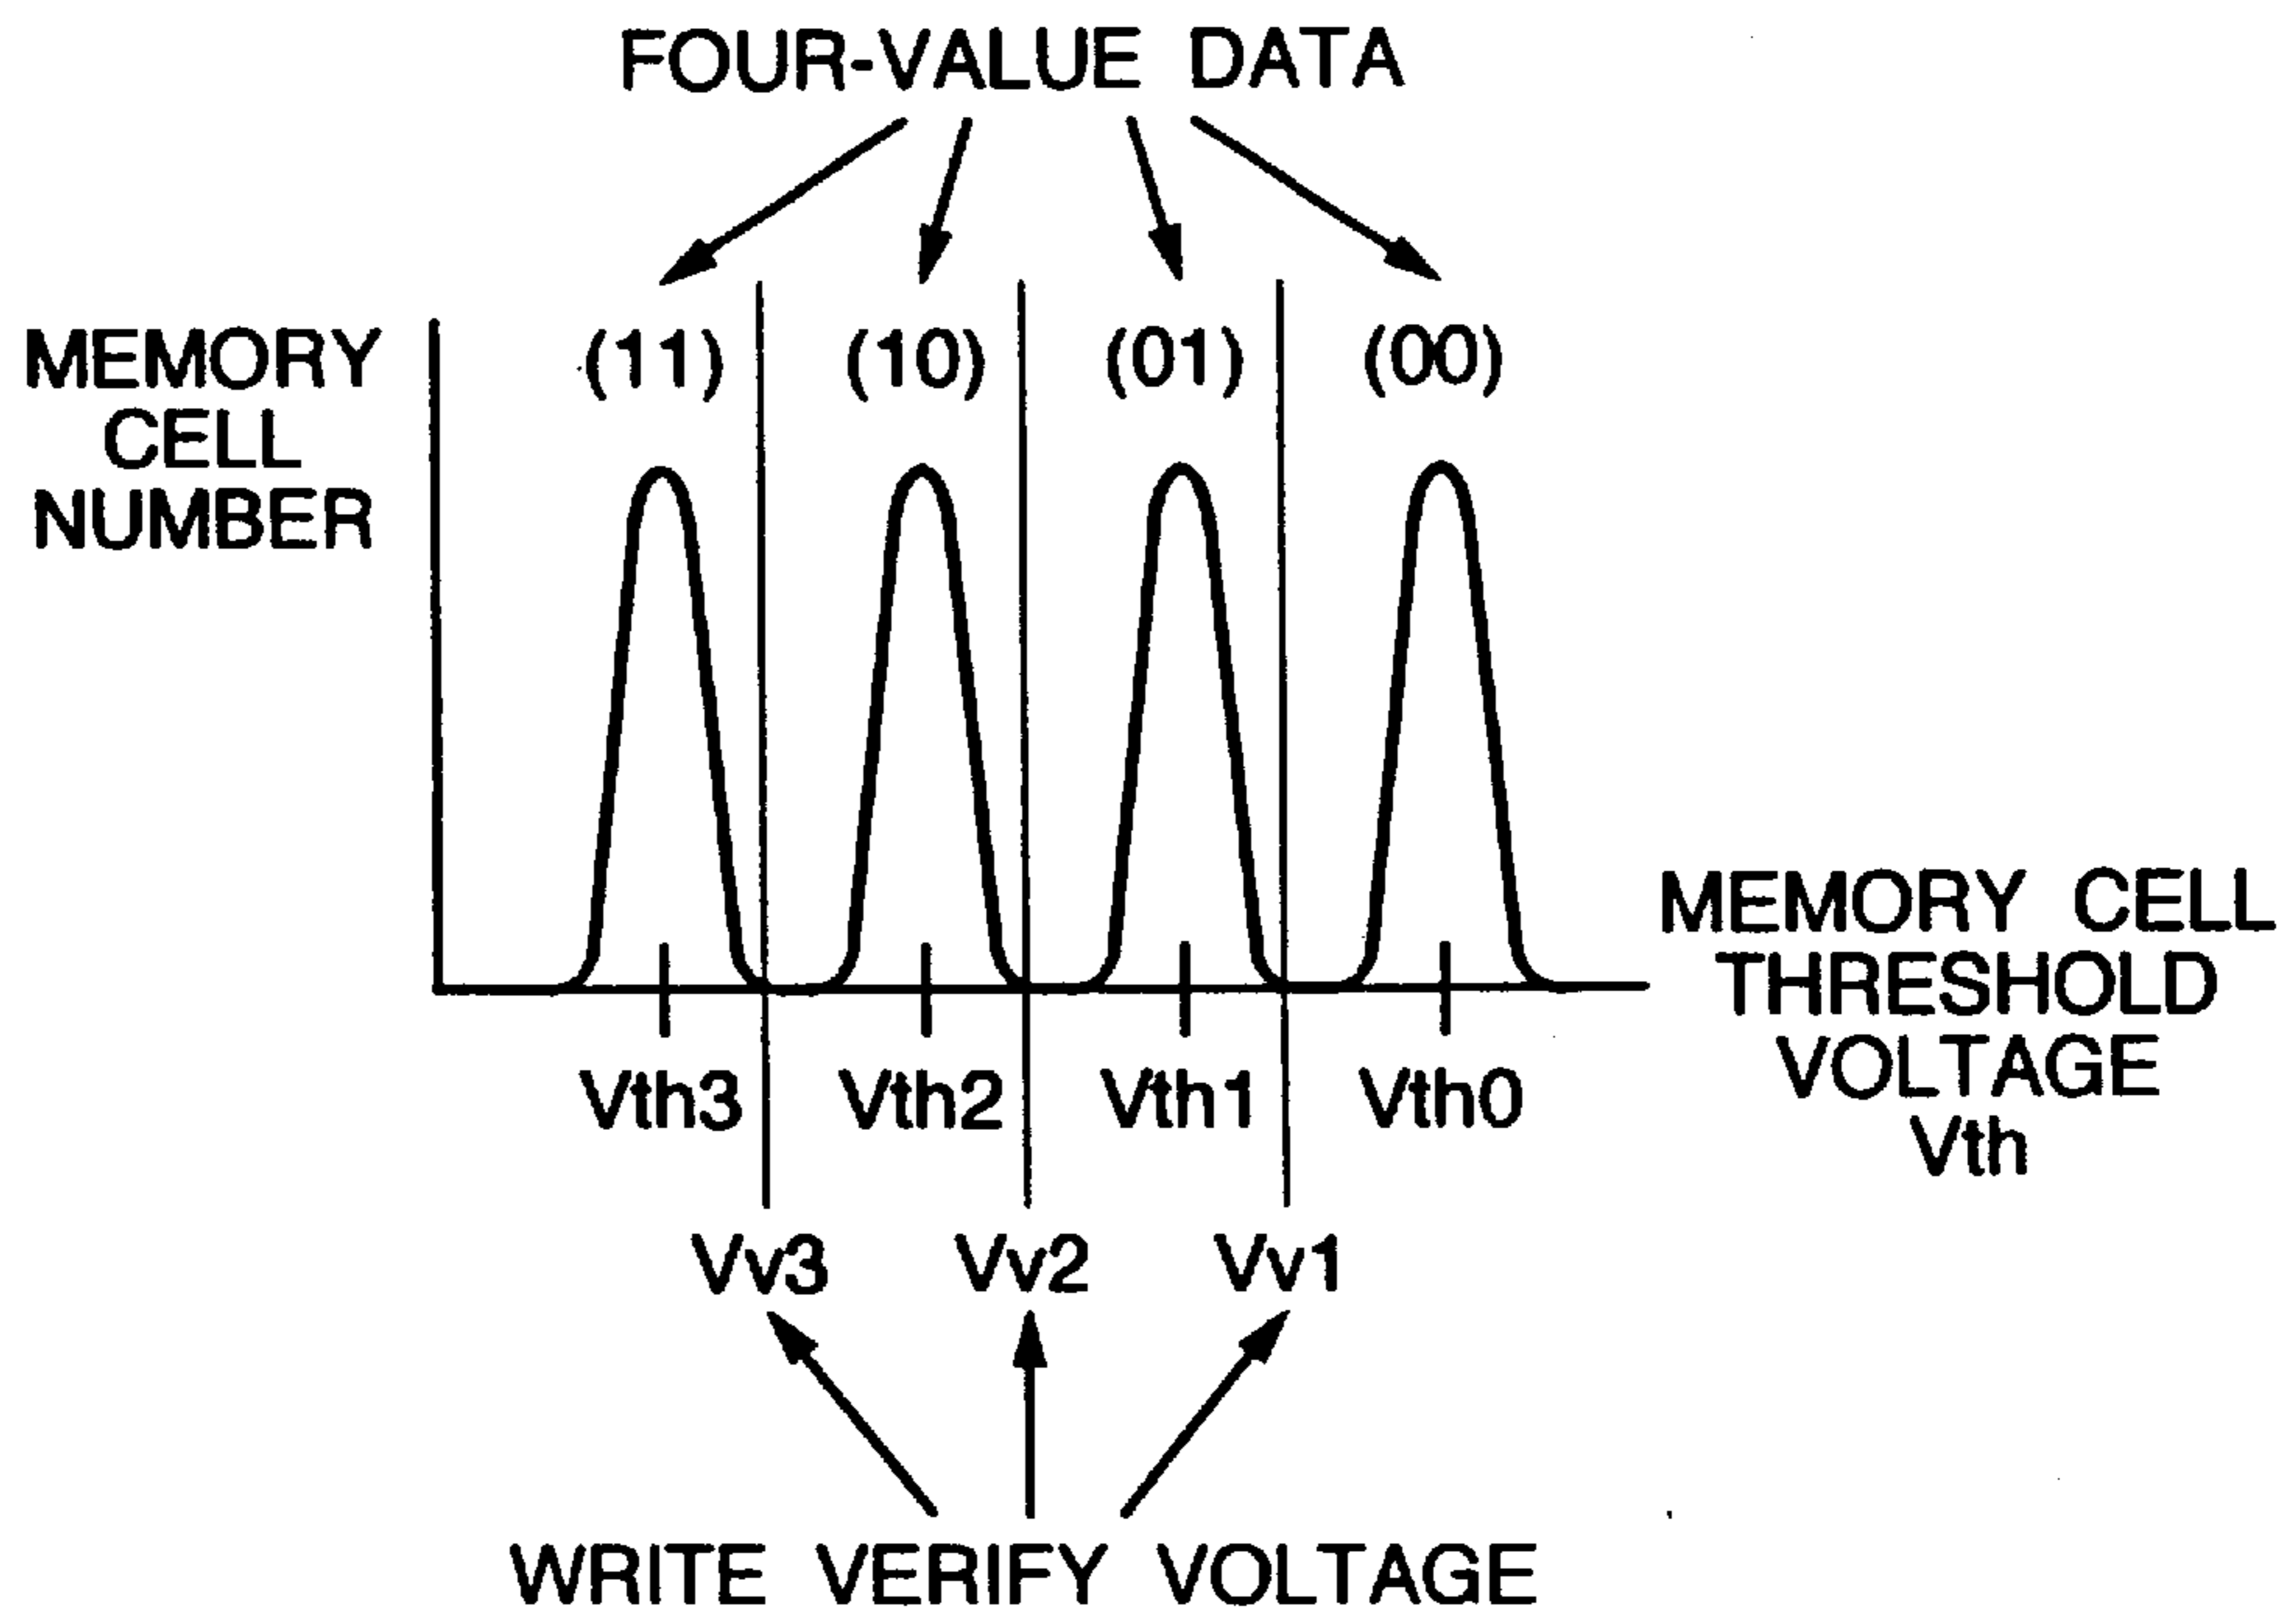 FOUR-VALUE DATA
(11) (10) (01) (00)
MEMORY
CELL
NUMBER
MEMORY CELL
THRESHOLD
VOLTAGE
Vth
Vth3 Vth2 Vth1 Vth0
Vv3 Vv2 Vv1
WRITE VERIFY VOLTAGE